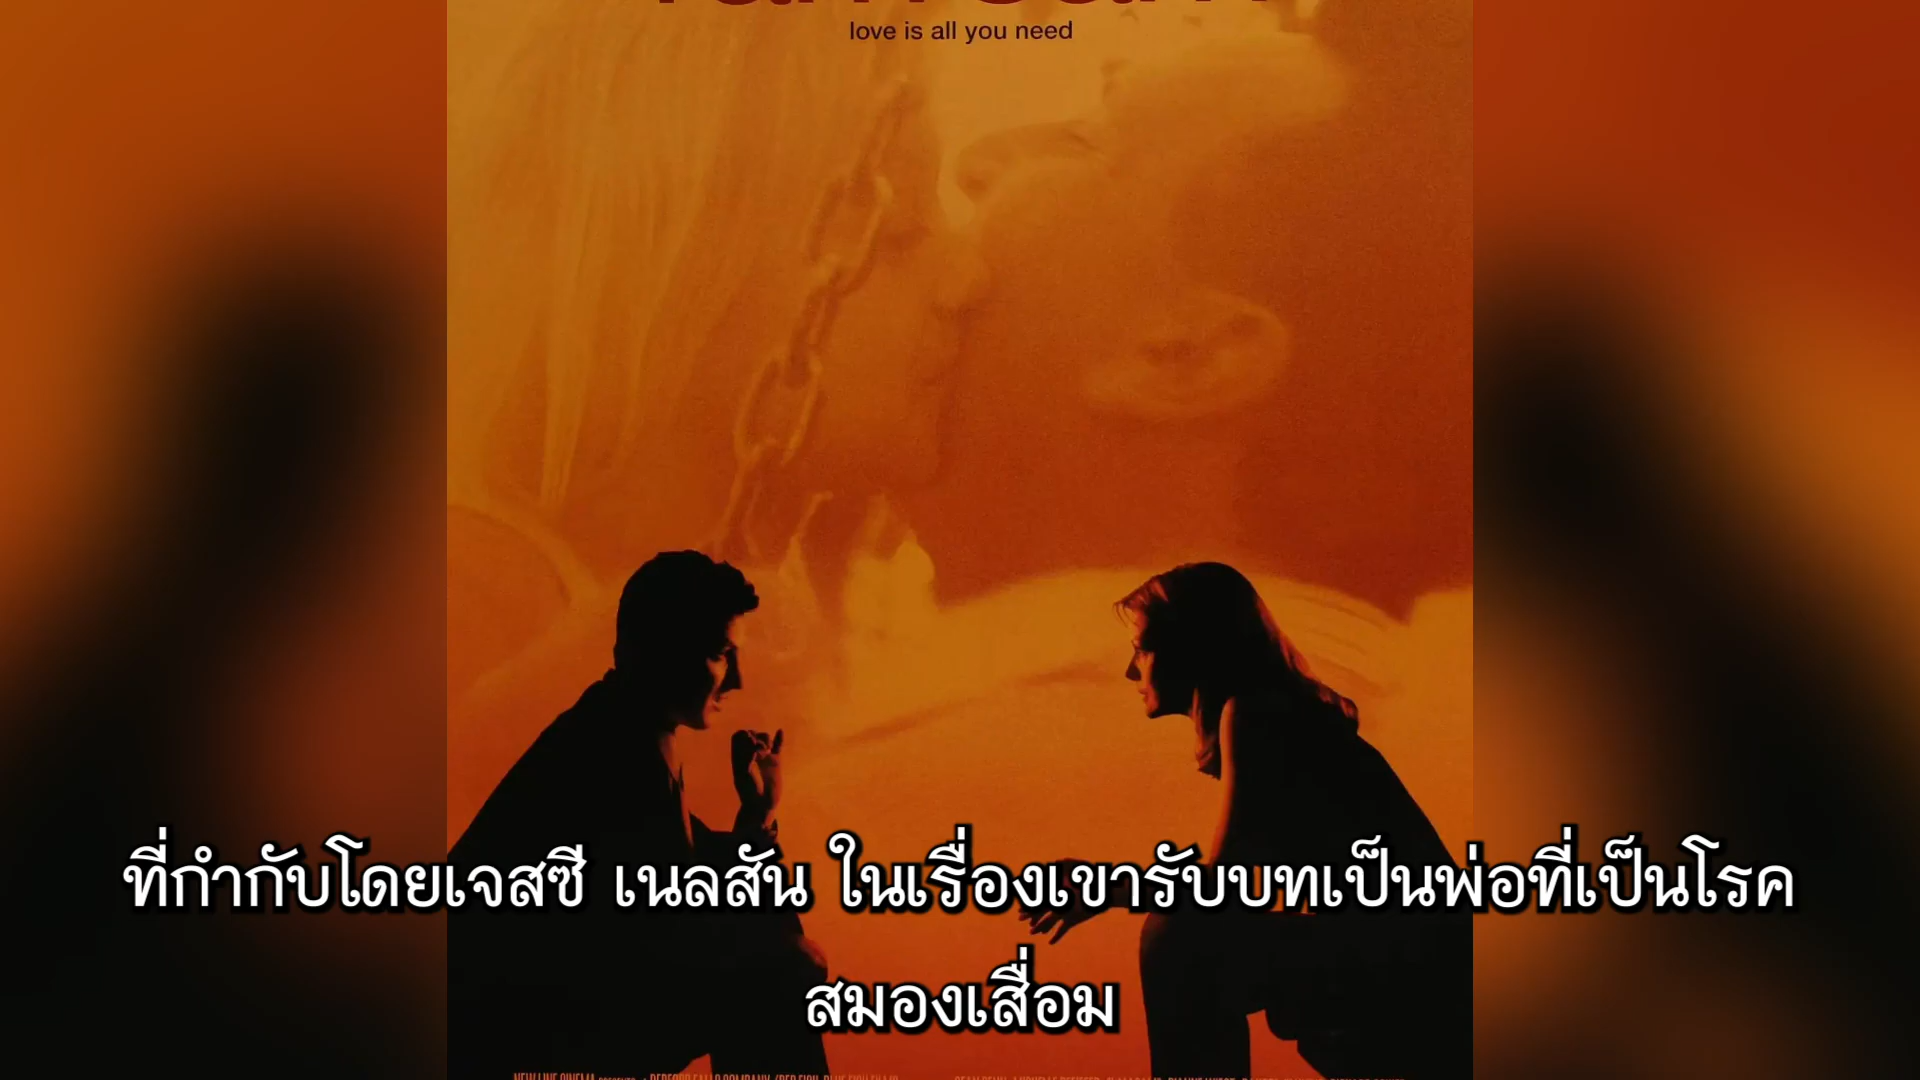 love is all you need
ที่กำกับโดยเจสซี เนลสัน ในเรื่องเขารับบทเป็นพ่อที่เป็นโรค
สมองเสื่อม